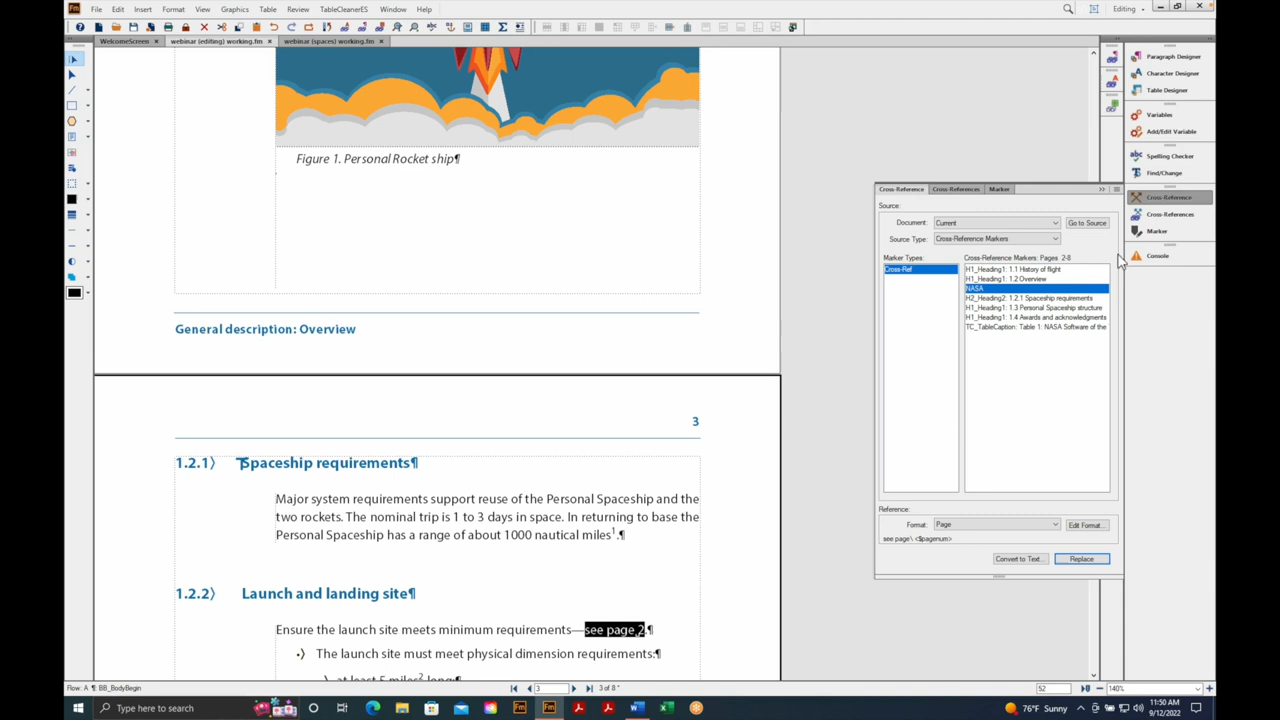 File Edit Insert Format View Graphics Table Review TableCleanerES Window Help
Editing
WelcomeScreen webinar (editing) working.fm webinar (spaces) working.fm
Figure 1. Personal Rocket ship¶
General description: Overview
3
1.2.1⟩ Spaceship requirements¶
Major system requirements support reuse of the Personal Spaceship and the
two rockets. The nominal trip is 1 to 3 days in space. In returning to base the
Personal Spaceship has a range of about 1000 nautical miles¹.¶
1.2.2⟩ Launch and landing site¶
Ensure the launch site meets minimum requirements—see page 2.¶
•⟩ The launch site must meet physical dimension requirements:¶
⟩ at least 5 miles² long:¶
Cross-Reference Cross-References Marker
Source:
Document: Current Go to Source
Source Type: Cross-Reference Markers
Marker Types: Cross-Reference Markers: Pages 2-8
Cross-Ref
H1_Heading1: 1.1 History of flight
H1_Heading1: 1.2 Overview
NASA
H2_Heading2: 1.2.1 Spaceship requirements
H1_Heading1: 1.3 Personal Spaceship structure
H1_Heading1: 1.4 Awards and acknowledgments
TC_TableCaption: Table 1: NASA Software of the
Reference:
Format: Page Edit Format...
see page\ <$pagenum>
Convert to Text... Replace
Paragraph Designer
Character Designer
Table Designer
Variables
Add/Edit Variable
Spelling Checker
Find/Change
Cross-Reference
Cross-References
Marker
Console
Flow: A ¶: BB_BodyBegin 3 3 of 8 * 52 140%
Type here to search 76°F Sunny 11:50 AM
9/12/2022